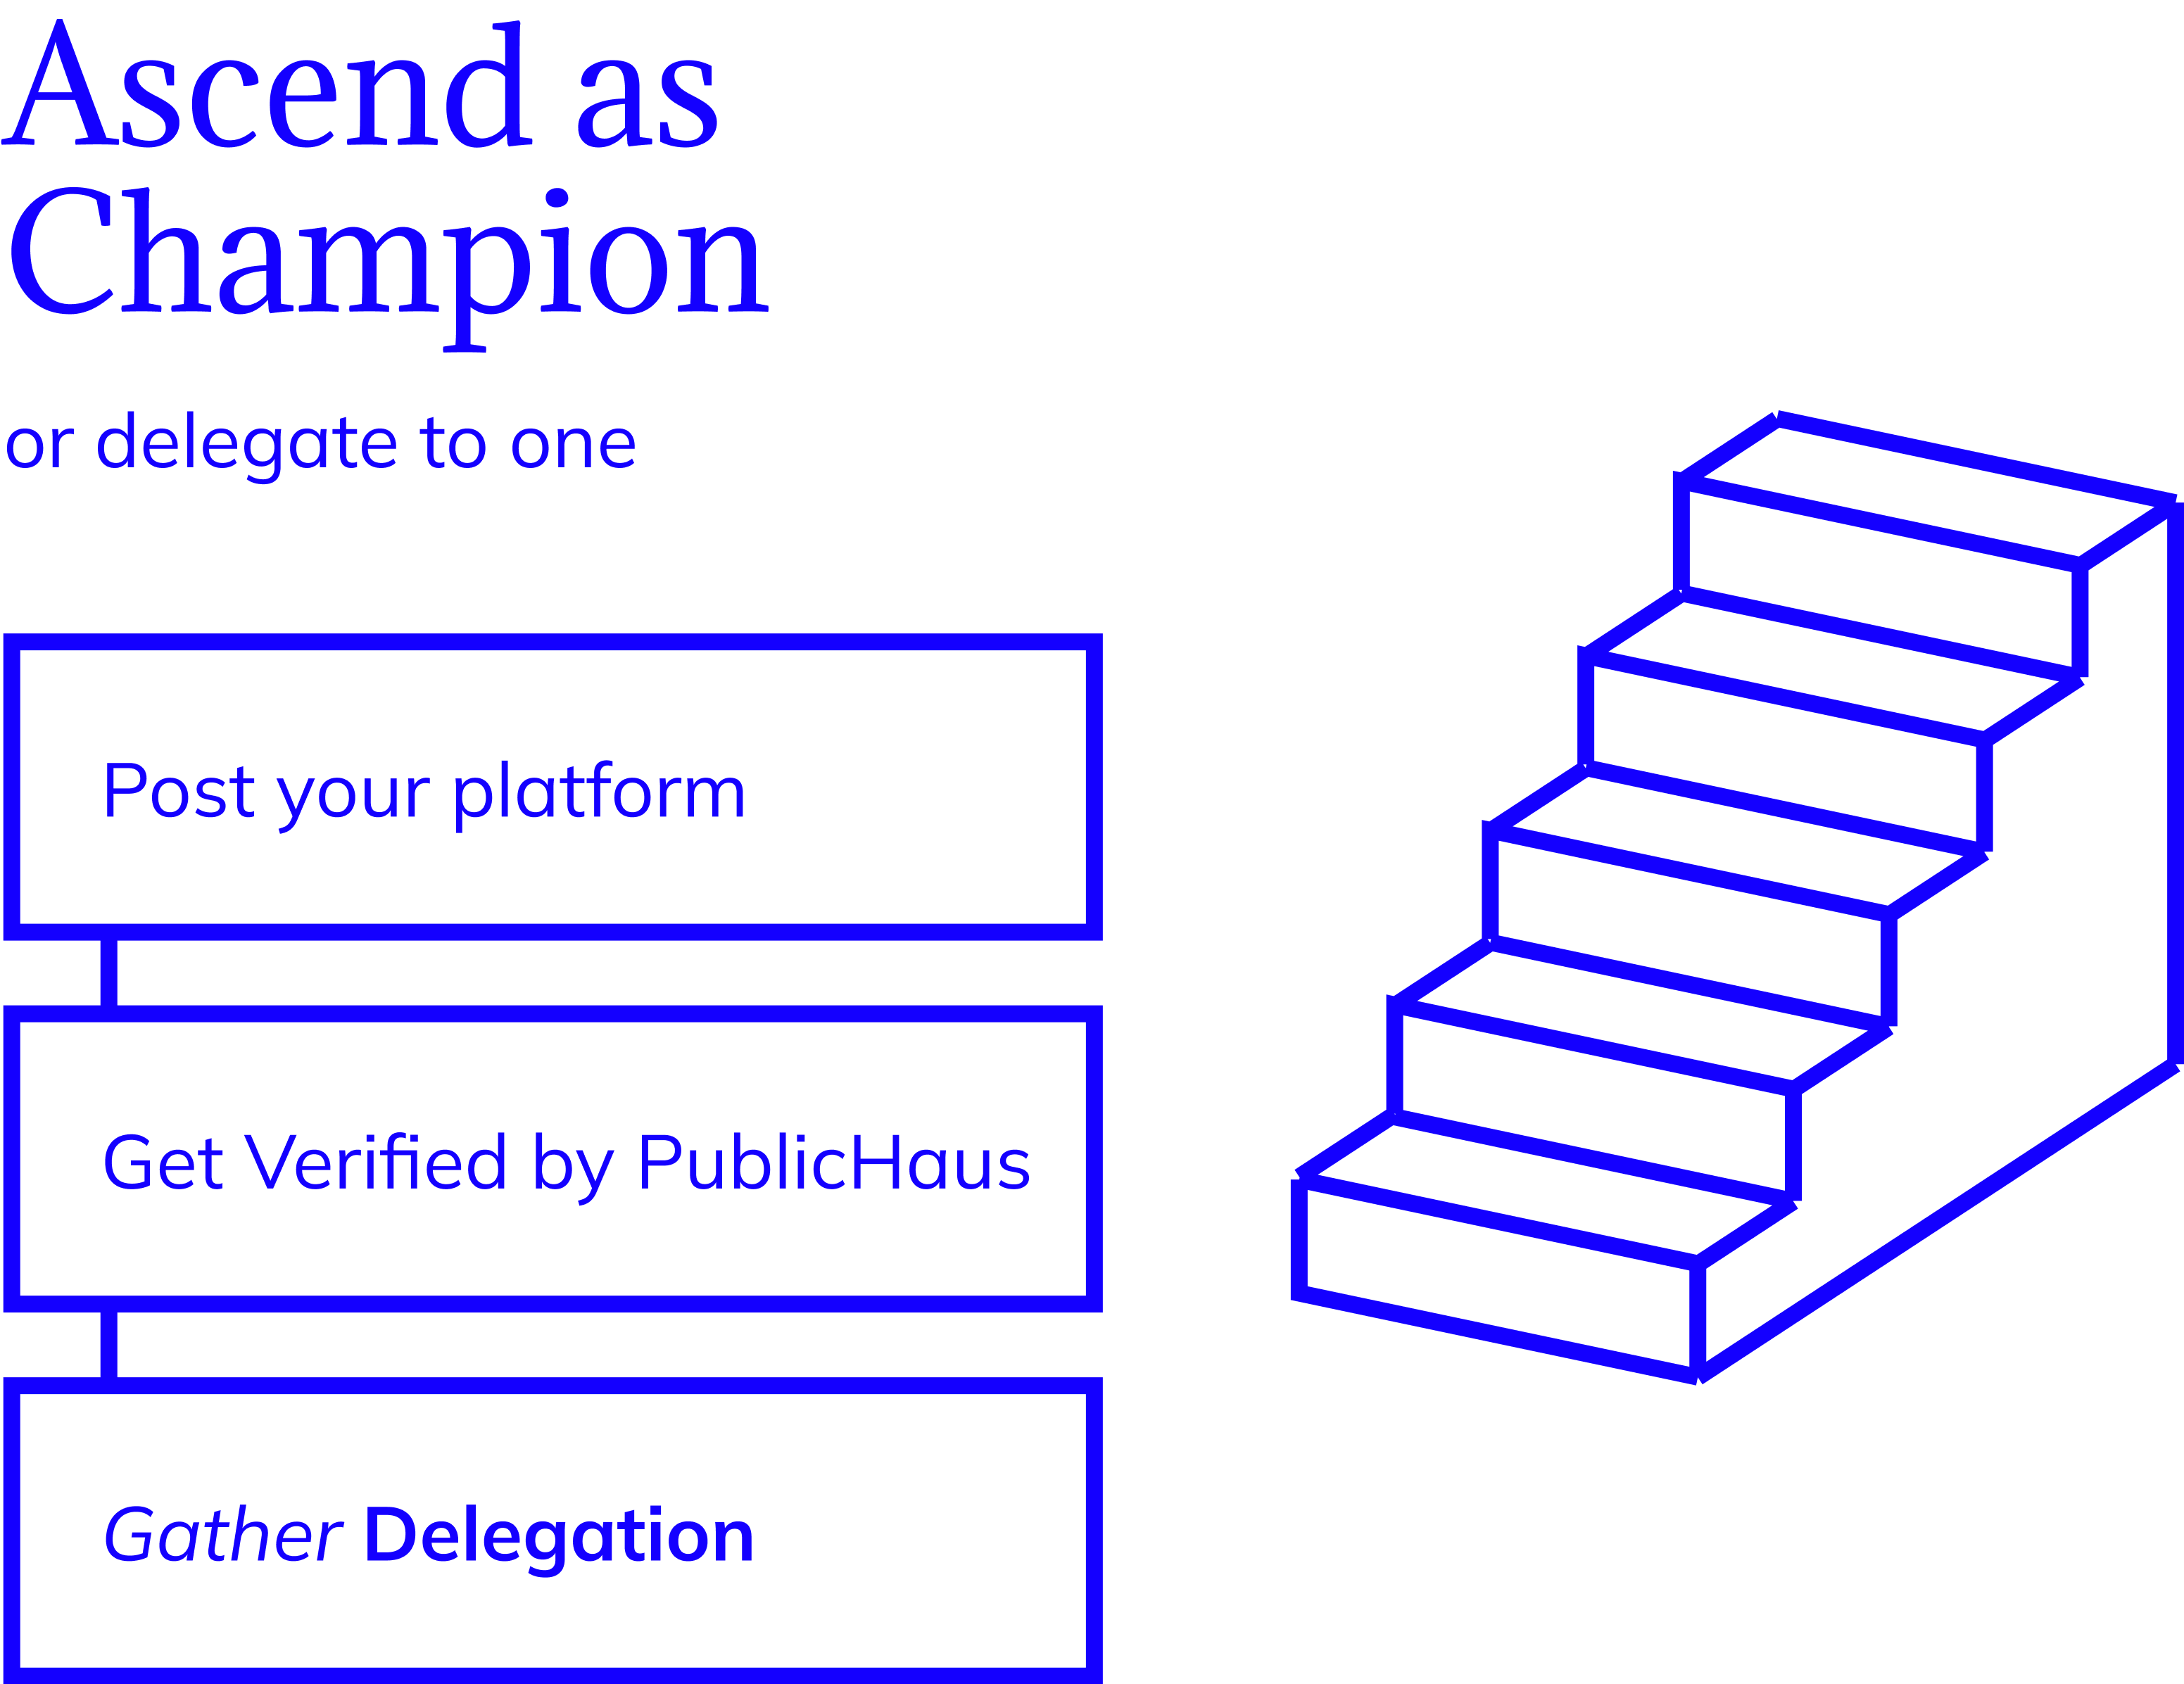 Ascend as
Champion
or delegate to one
Post your platform
Get Verified by PublicHaus
Gather Delegation